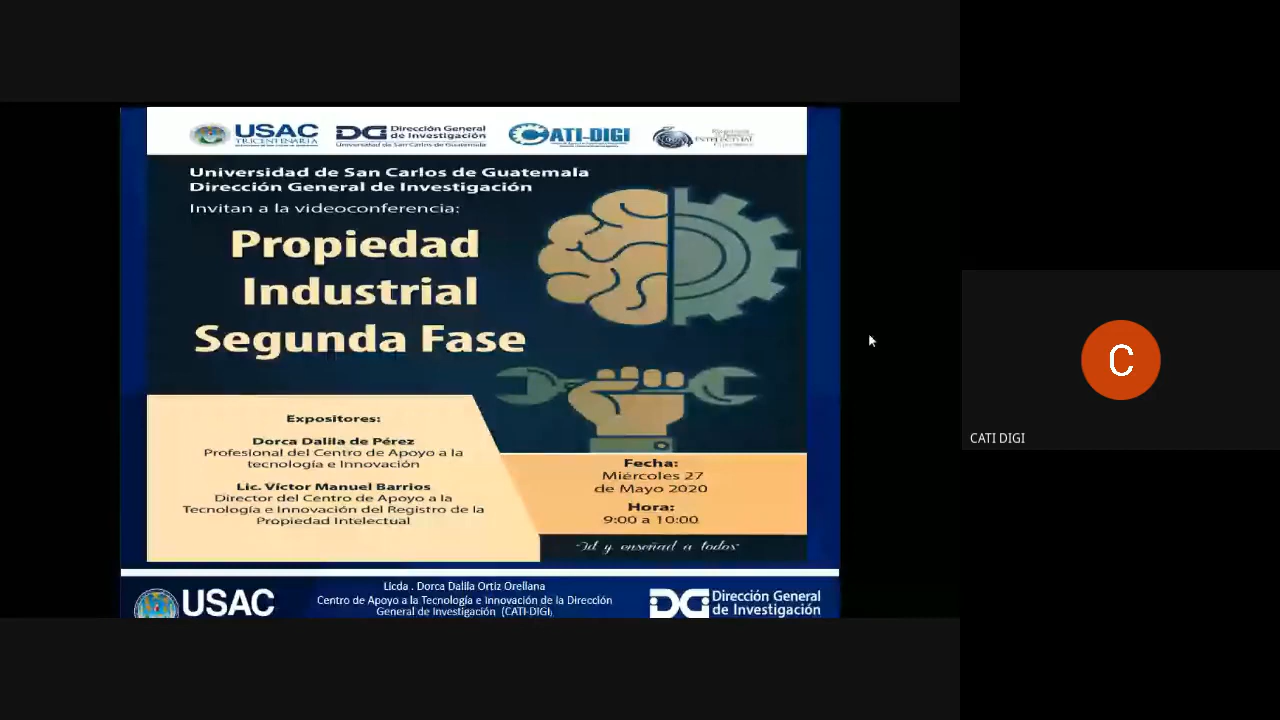 USAC
TRICENTENARIA
DG Dirección General
de Investigación
Universidad de San Carlos de Guatemala
CATI-DIGI
Universidad de San Carlos de Guatemala
Dirección General de Investigación
Invitan a la videoconferencia:
Propiedad
Industrial
Segunda Fase
Expositores:
Dorca Dalila de Pérez
Profesional del Centro de Apoyo a la
tecnología e Innovación
Lic. Víctor Manuel Barrios
Director del Centro de Apoyo a la
Tecnología e Innovación del Registro de la
Propiedad Intelectual
Fecha:
Miércoles 27
de Mayo 2020
Hora:
9:00 a 10:00
"Id y enseñad a todos"
USAC
Licda . Dorca Dalila Ortiz Orellana
Centro de Apoyo a la Tecnología e Innovación de la Dirección
General de Investigación (CATI-DIGI)
DG Dirección General
de Investigación
C
CATI DIGI